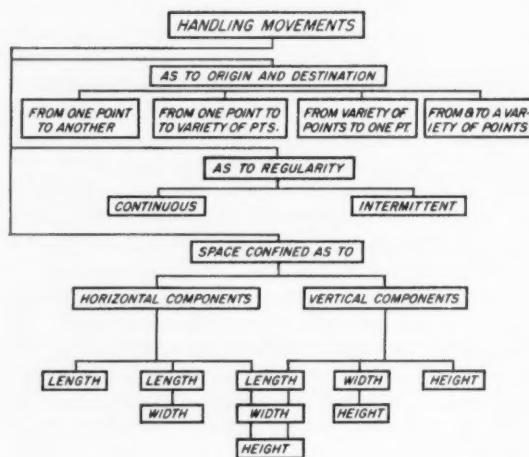 HANDLING MOVEMENTS
AS TO ORIGIN AND DESTINATION
FROM ONE POINT
TO ANOTHER
FROM ONE POINT TO
TO VARIETY OF PTS.
FROM VARIETY OF
POINTS TO ONE PT.
FROM & TO A VAR-
IETY OF POINTS
AS TO REGULARITY
CONTINUOUS
INTERMITTENT
SPACE CONFINED AS TO
HORIZONTAL COMPONENTS
VERTICAL COMPONENTS
LENGTH
LENGTH
LENGTH
WIDTH
HEIGHT
WIDTH
WIDTH
HEIGHT
HEIGHT